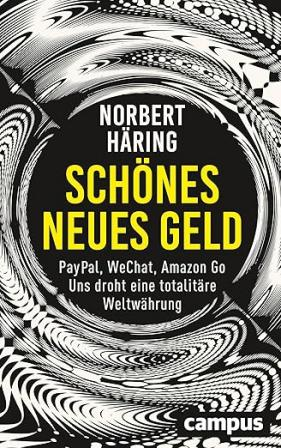 NORBERT
HÄRING
SCHÖNES
NEUES GELD
PayPal, WeChat, Amazon Go
Uns droht eine totalitäre
Weltwährung
campus